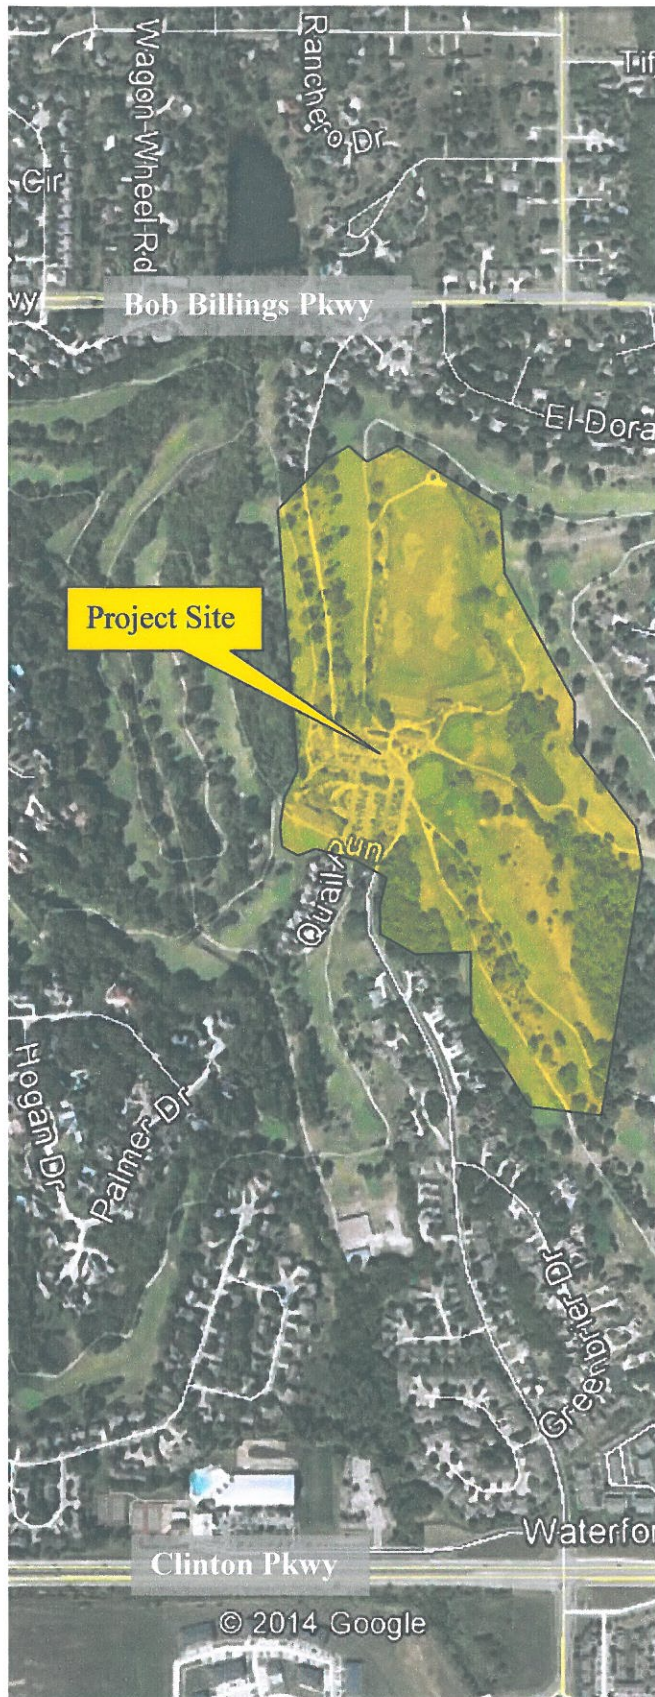 Wagon-Wheel Rd
Ranchero Dr
Tif
Cir
wy
Bob Billings Pkwy
El Dora
Project Site
Quail Run
Hogan Dr
Palmer Dr
Greenbrier Dr
Waterfor
Clinton Pkwy
© 2014 Google